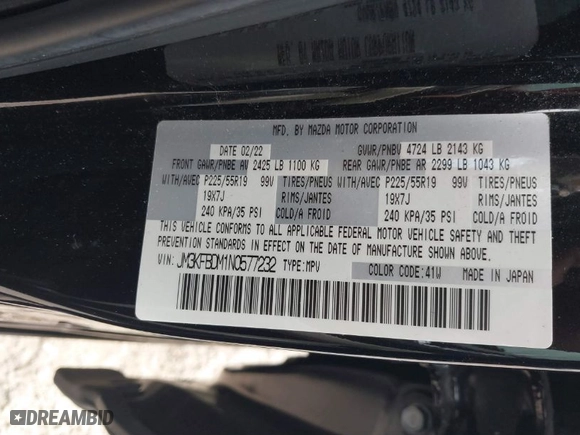 MFG. BY MAZDA MOTOR CORPORATION
DATE 02/22 GVWR/PNBV 4724 LB 2143 KG
FRONT GAWR/PNBE AV 2425 LB 1100 KG REAR GAWR/PNBE AR 2299 LB 1043 KG
WITH/AVEC P225/55R19 99V TIRES/PNEUS WITH/AVEC P225/55R19 99V TIRES/PNEUS
19X7J RIMS/JANTES 19X7J RIMS/JANTES
240 KPA/35 PSI COLD/A FROID 240 KPA/35 PSI COLD/A FROID
THIS VEHICLE CONFORMS TO ALL APPLICABLE FEDERAL MOTOR VEHICLE SAFETY AND THEFT
PREVENTION STANDARDS IN EFFECT ON THE DATE OF MANUFACTURE SHOWN ABOVE.
VIN: JM3KFBDM1N0577232 TYPE:MPV COLOR CODE:41W MADE IN JAPAN
DREAMBID